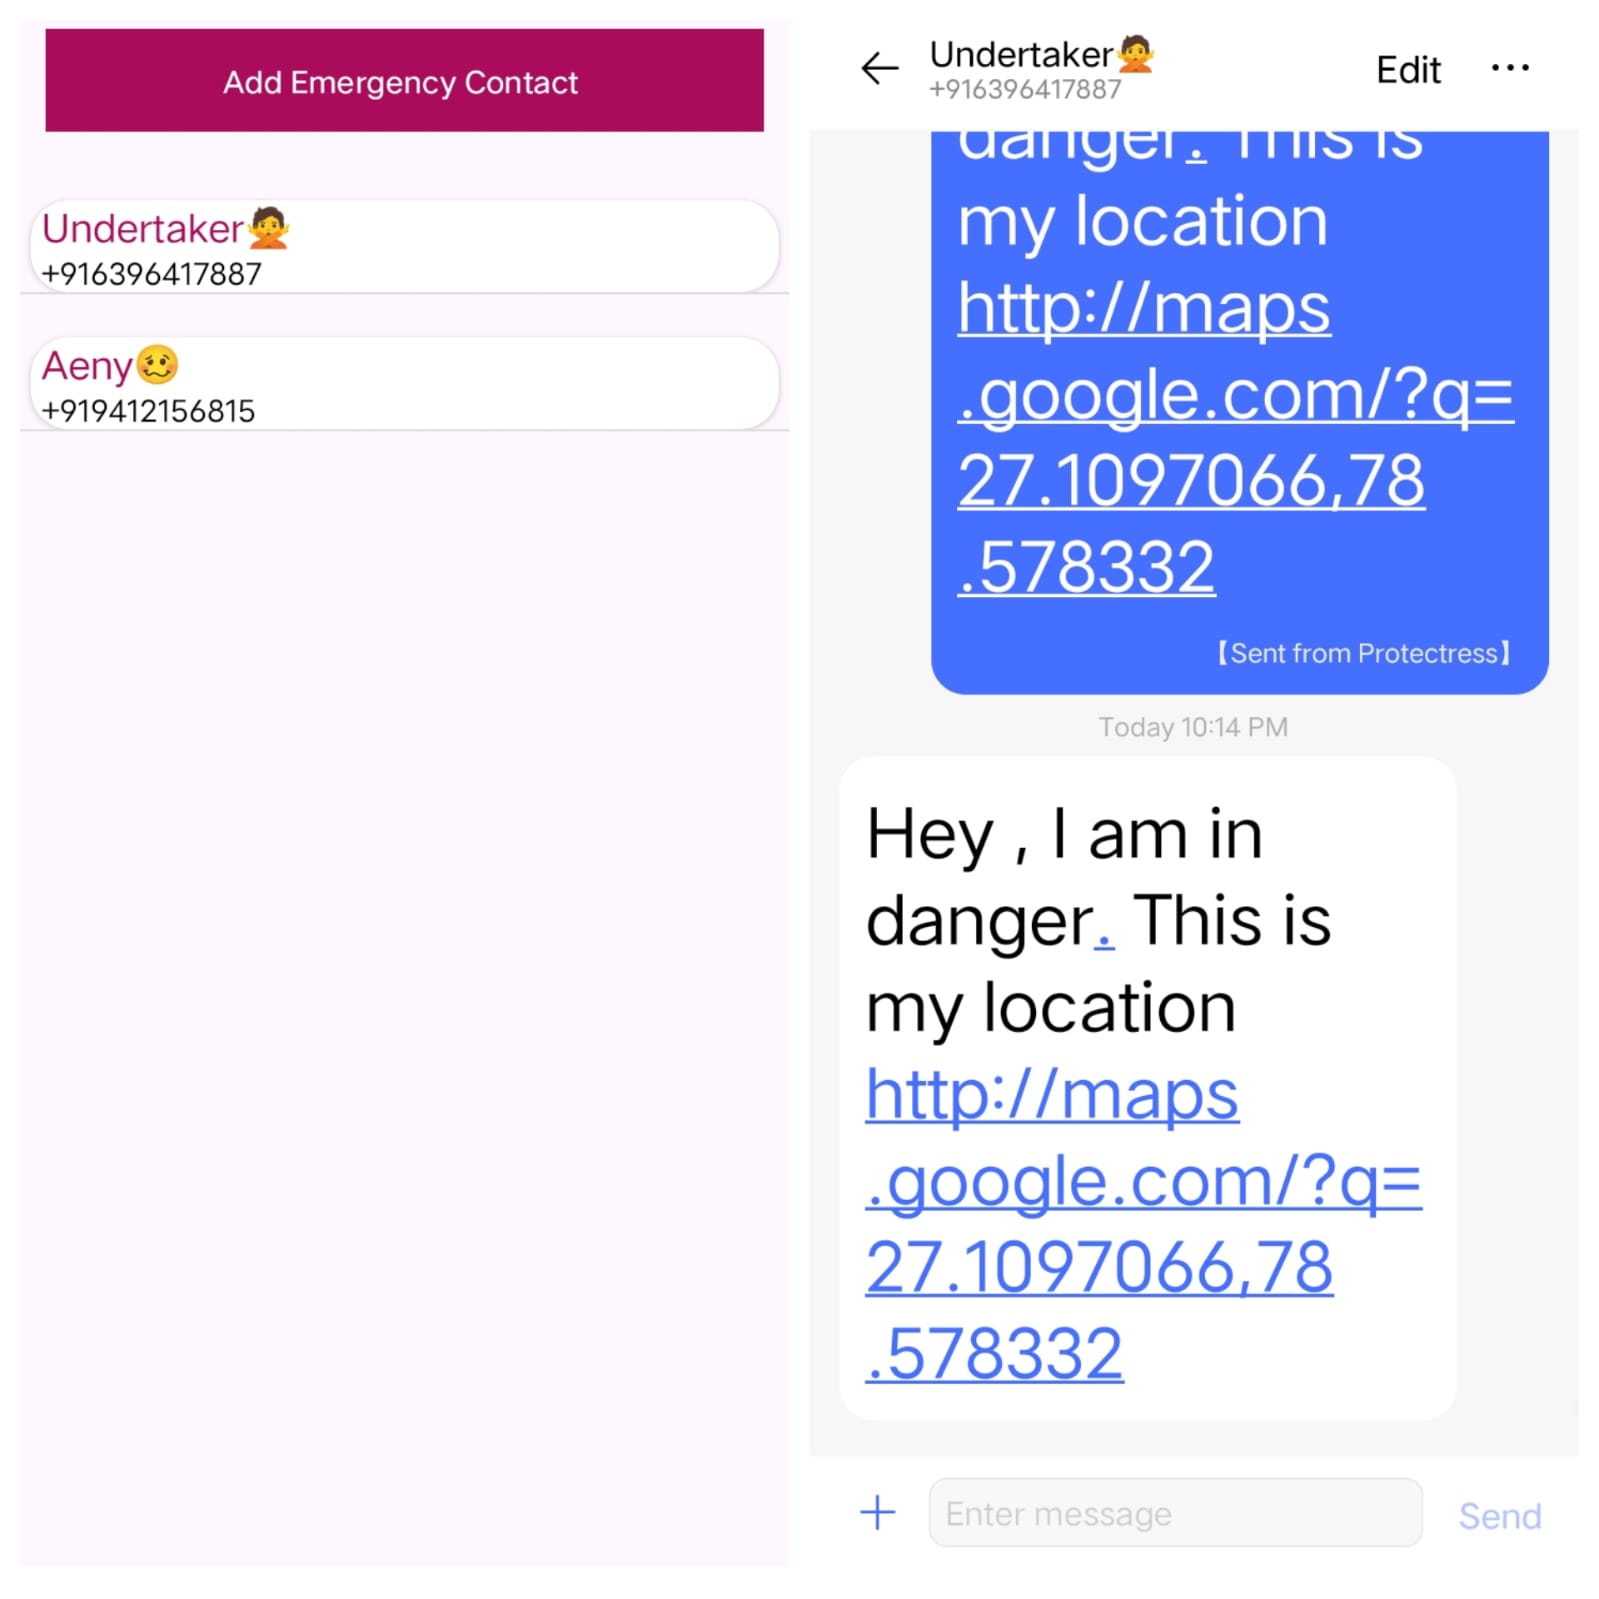 Add Emergency Contact
Undertaker🙅
+916396417887
Aeny🥴
+919412156815
Undertaker🙅
+916396417887
Edit
danger. This is
my location
http://maps
.google.com/?q=
27.1097066,78
.578332
【Sent from Protectress】
Today 10:14 PM
Hey , I am in
danger. This is
my location
http://maps
.google.com/?q=
27.1097066,78
.578332
Enter message
Send